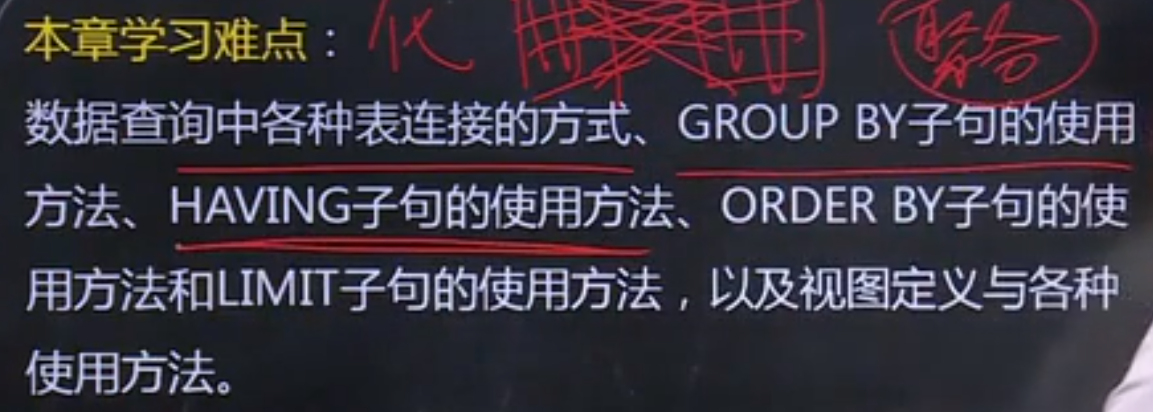 本章学习难点：
数据查询中各种表连接的方式、GROUP BY子句的使用
方法、HAVING子句的使用方法、ORDER BY子句的使
用方法和LIMIT子句的使用方法，以及视图定义与各种
使用方法。